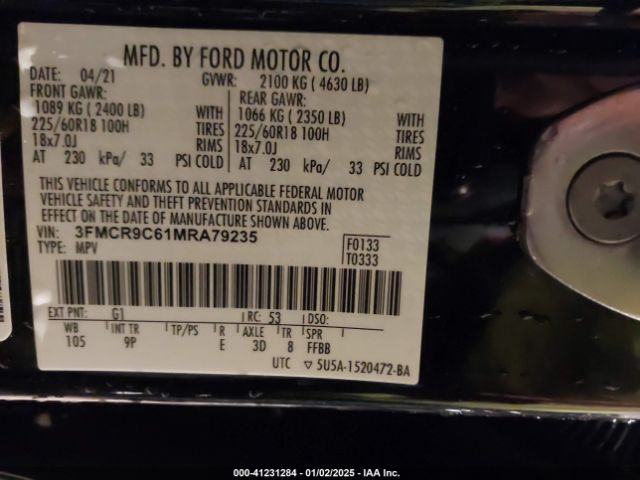 MFD. BY FORD MOTOR CO.
DATE: 04/21 GVWR: 2100 KG ( 4630 LB)
FRONT GAWR: REAR GAWR:
1089 KG ( 2400 LB) WITH 1066 KG ( 2350 LB) WITH
225/60R18 100H TIRES 225/60R18 100H TIRES
18x7.0J RIMS 18x7.0J RIMS
AT 230 kPa/ 33 PSI COLD AT 230 kPa/ 33 PSI COLD
THIS VEHICLE CONFORMS TO ALL APPLICABLE FEDERAL MOTOR
VEHICLE SAFETY AND THEFT PREVENTION STANDARDS IN
EFFECT ON THE DATE OF MANUFACTURE SHOWN ABOVE.
VIN: 3FMCR9C61MRA79235 F0133
TYPE: MPV T0333
EXT PNT: G1 RC: 53 DSO:
WB INT TR TP/PS R AXLE TR SPR
105 9P E 3D 8 FFBB
UTC ▽ 5U5A-1520472-BA
000-41231284 - 01/02/2025 - IAA Holdings, LLC